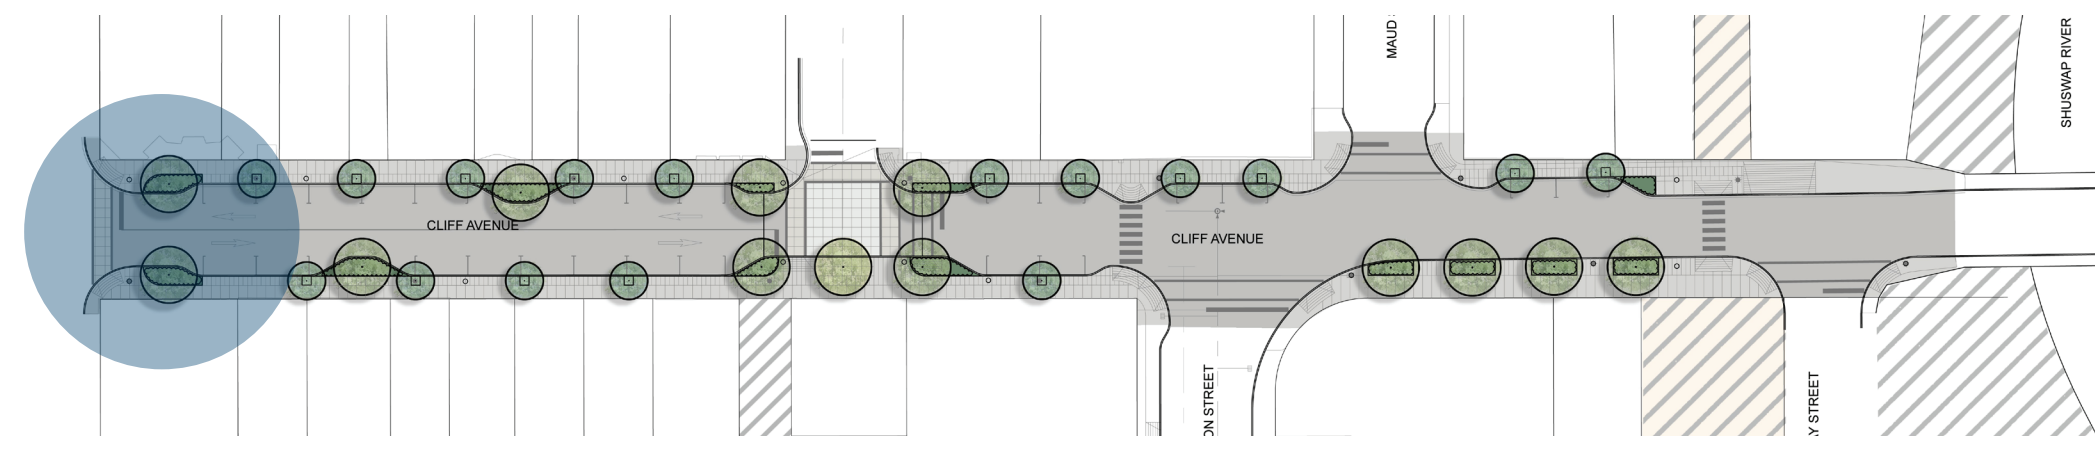 MAUD
SHUSWAP RIVER
CLIFF AVENUE
CLIFF AVENUE
ON STREET
Y STREET